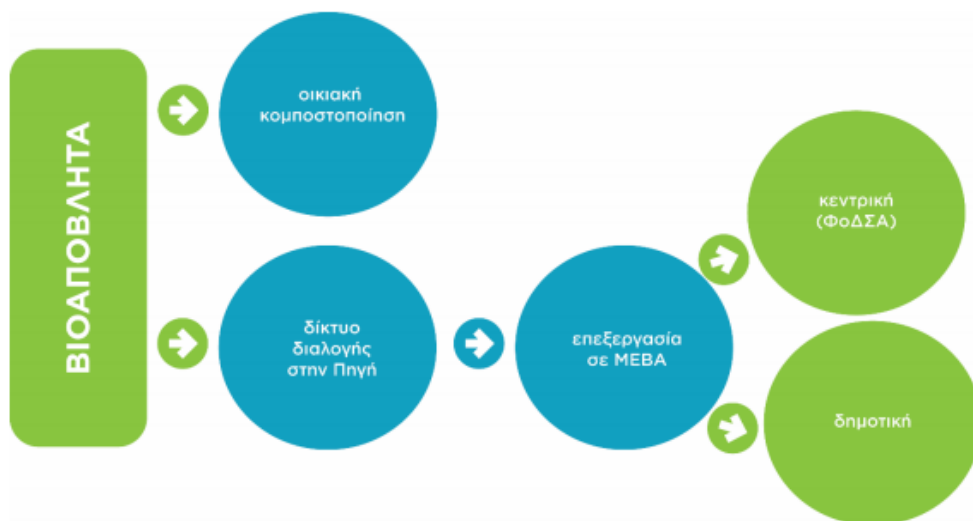 ΒΙΟΑΠΟΒΛΗΤΑ
οικιακή
κομποστοποίηση
δίκτυο
διαλογής
στην Πηγή
επεξεργασία
σε ΜΕΒΑ
κεντρική
(ΦοΔΣΑ)
δημοτική